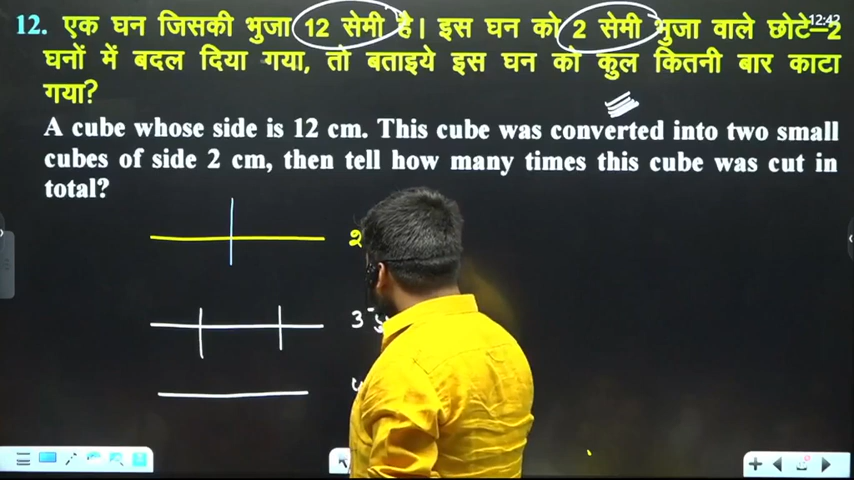 12. एक घन जिसकी भुजा 12 सेमी है। इस घन को 2 सेमी भुजा वाले छोटे–2
12:42
घनों में बदल दिया गया, तो बताइये इस घन को कुल कितनी बार काटा
गया?
A cube whose side is 12 cm. This cube was converted into two small
cubes of side 2 cm, then tell how many times this cube was cut in
total?
2
3